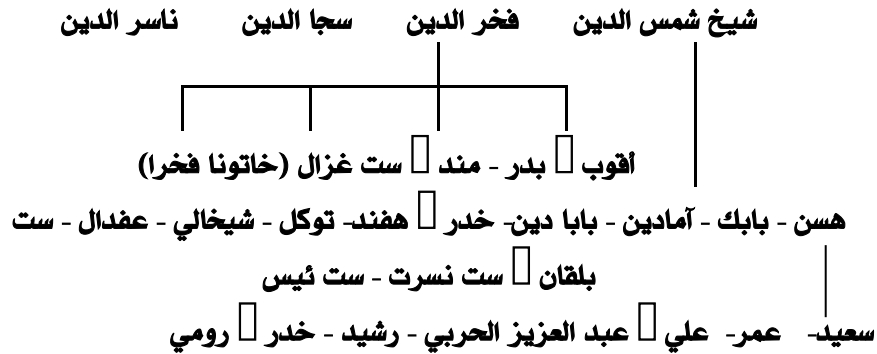 شيخ شمس الدين فخر الدين سجا الدين ناسر الدين
أقوب □ بدر - مند □ ست غزال (خاتونا فخرا)
هسن - بابك - آمادين - بابا دين- خدر □ هفند- توكل - شيخالي - عفدال - ست
بلقان □ ست نسرت - ست ئيس
سعيد- عمر- علي □ عبد العزيز الحربي - رشيد - خدر □ رومي